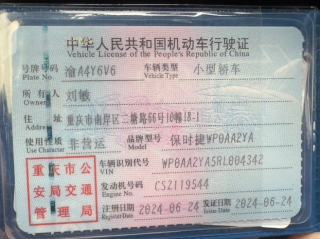 中华人民共和国机动车行驶证
Vehicle License of the People's Republic of China
号牌号码 渝A4Y6V6 车辆类型 小型轿车
Plate No. Vehicle Type
所有人 刘敏
Owner
住址 重庆市南岸区二塘路66号10幢18-1
Address
使用性质 非营运 品牌型号 保时捷WP0AA2YA
Use Character Model
重庆市公安局交通管理局
车辆识别代号 WP0AA2YA5RL004342
VIN
发动机号码 CS2119544
Engine No.
注册日期 2024-06-24 发证日期 2024-06-24
Register Date Issue Date